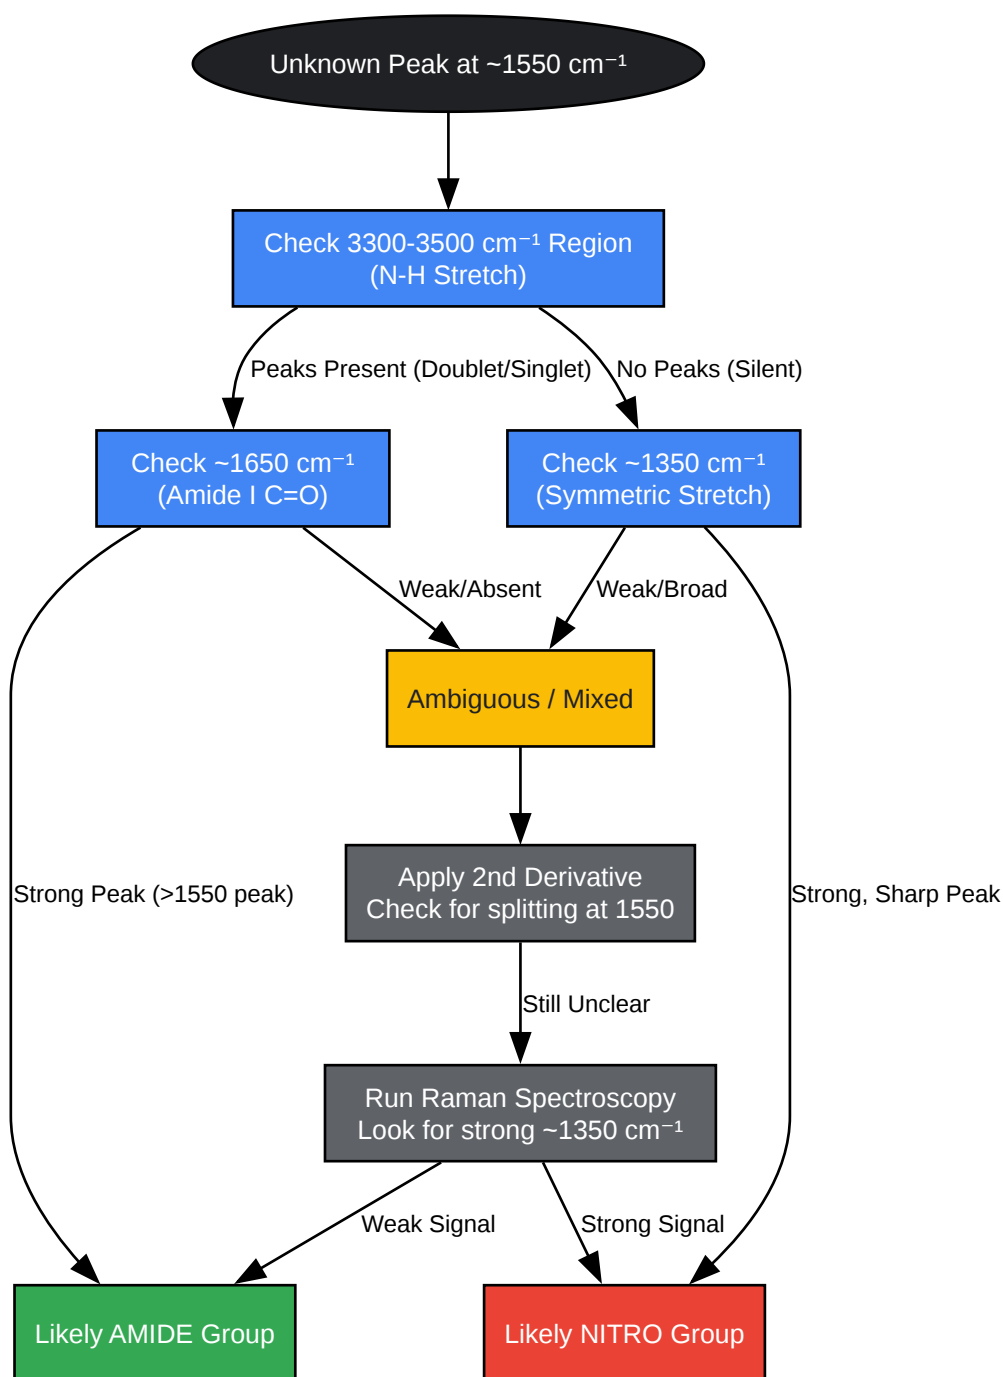 Unknown Peak at ~1550 cm⁻¹
Check 3300-3500 cm⁻¹ Region
(N-H Stretch)
Peaks Present (Doublet/Singlet)
No Peaks (Silent)
Check ~1650 cm⁻¹
(Amide I C=O)
Check ~1350 cm⁻¹
(Symmetric Stretch)
Weak/Absent
Weak/Broad
Ambiguous / Mixed
Apply 2nd Derivative
Check for splitting at 1550
Strong Peak (>1550 peak)
Strong, Sharp Peak
Still Unclear
Run Raman Spectroscopy
Look for strong ~1350 cm⁻¹
Weak Signal
Strong Signal
Likely AMIDE Group
Likely NITRO Group